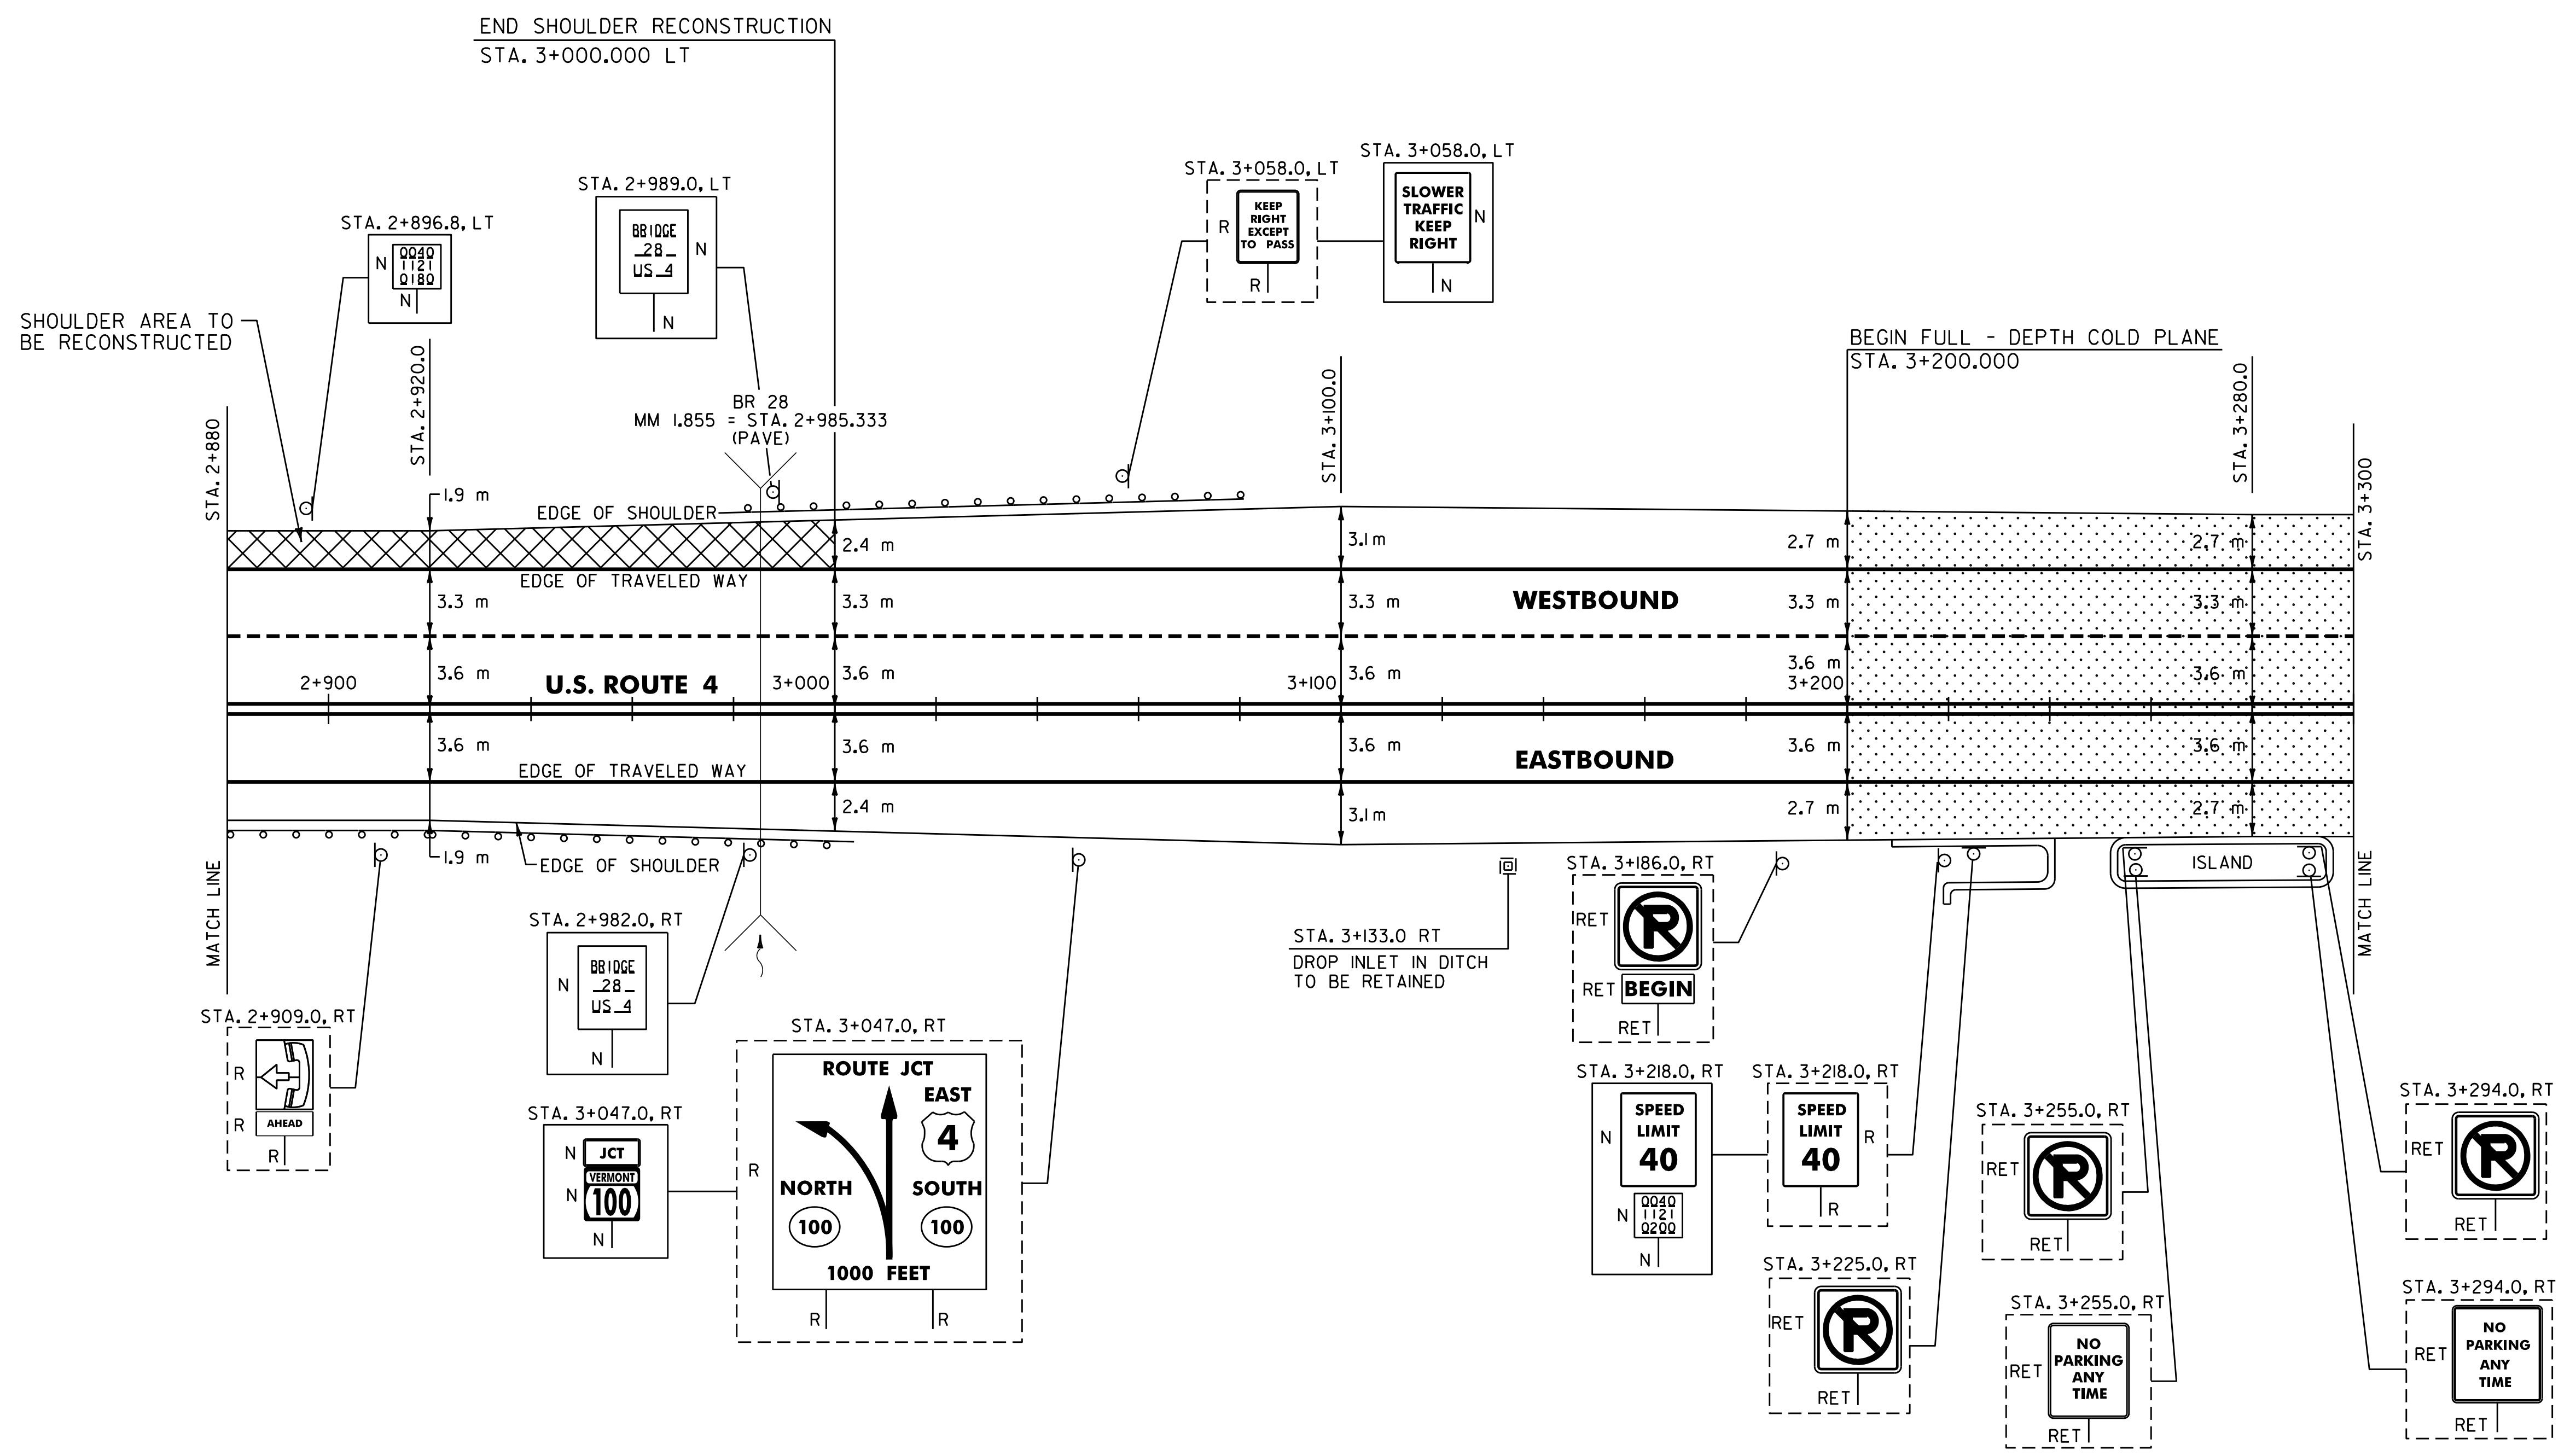 END SHOULDER RECONSTRUCTION
STA. 3+000.000 LT
STA. 3+058.0, LT
KEEP
RIGHT
EXCEPT
TO PASS
R
R
STA. 3+058.0, LT
SLOWER
TRAFFIC
KEEP
RIGHT
N
N
STA. 2+989.0, LT
BRIDGE
28
US 4
N
N
STA. 2+896.8, LT
N
0040
1121
0180
N
SHOULDER AREA TO
BE RECONSTRUCTED
BEGIN FULL - DEPTH COLD PLANE
STA. 3+200.000
STA. 2+880
STA. 2+920.0
BR 28
MM 1.855 = STA. 2+985.333
(PAVE)
STA. 3+100.0
STA. 3+280.0
STA. 3+300
1.9 m
EDGE OF SHOULDER
2.4 m
3.1 m
2.7 m
2.7 m
EDGE OF TRAVELED WAY
3.3 m
3.3 m
3.3 m
WESTBOUND
3.3 m
3.3 m
2+900
3.6 m
U.S. ROUTE 4
3+000
3.6 m
3+100
3.6 m
3.6 m
3+200
3.6 m
3.6 m
EDGE OF TRAVELED WAY
3.6 m
3.6 m
EASTBOUND
3.6 m
3.6 m
2.4 m
3.1 m
2.7 m
2.7 m
1.9 m
EDGE OF SHOULDER
MATCH LINE
MATCH LINE
ISLAND
STA. 2+909.0, RT
R
R
AHEAD
R
STA. 2+982.0, RT
N
BRIDGE
28
US 4
N
STA. 3+047.0, RT
N
JCT
N
VERMONT
100
N
STA. 3+047.0, RT
R
ROUTE JCT
EAST
4
NORTH
SOUTH
100
100
1000 FEET
R
R
STA. 3+133.0 RT
DROP INLET IN DITCH
TO BE RETAINED
STA. 3+186.0, RT
RET
P
RET
BEGIN
RET
STA. 3+218.0, RT
N
SPEED
LIMIT
40
N
0040
1121
0200
N
STA. 3+218.0, RT
SPEED
LIMIT
40
R
R
STA. 3+225.0, RT
RET
P
RET
STA. 3+255.0, RT
RET
P
RET
STA. 3+255.0, RT
RET
NO
PARKING
ANY
TIME
RET
STA. 3+294.0, RT
RET
P
RET
STA. 3+294.0, RT
RET
NO
PARKING
ANY
TIME
RET